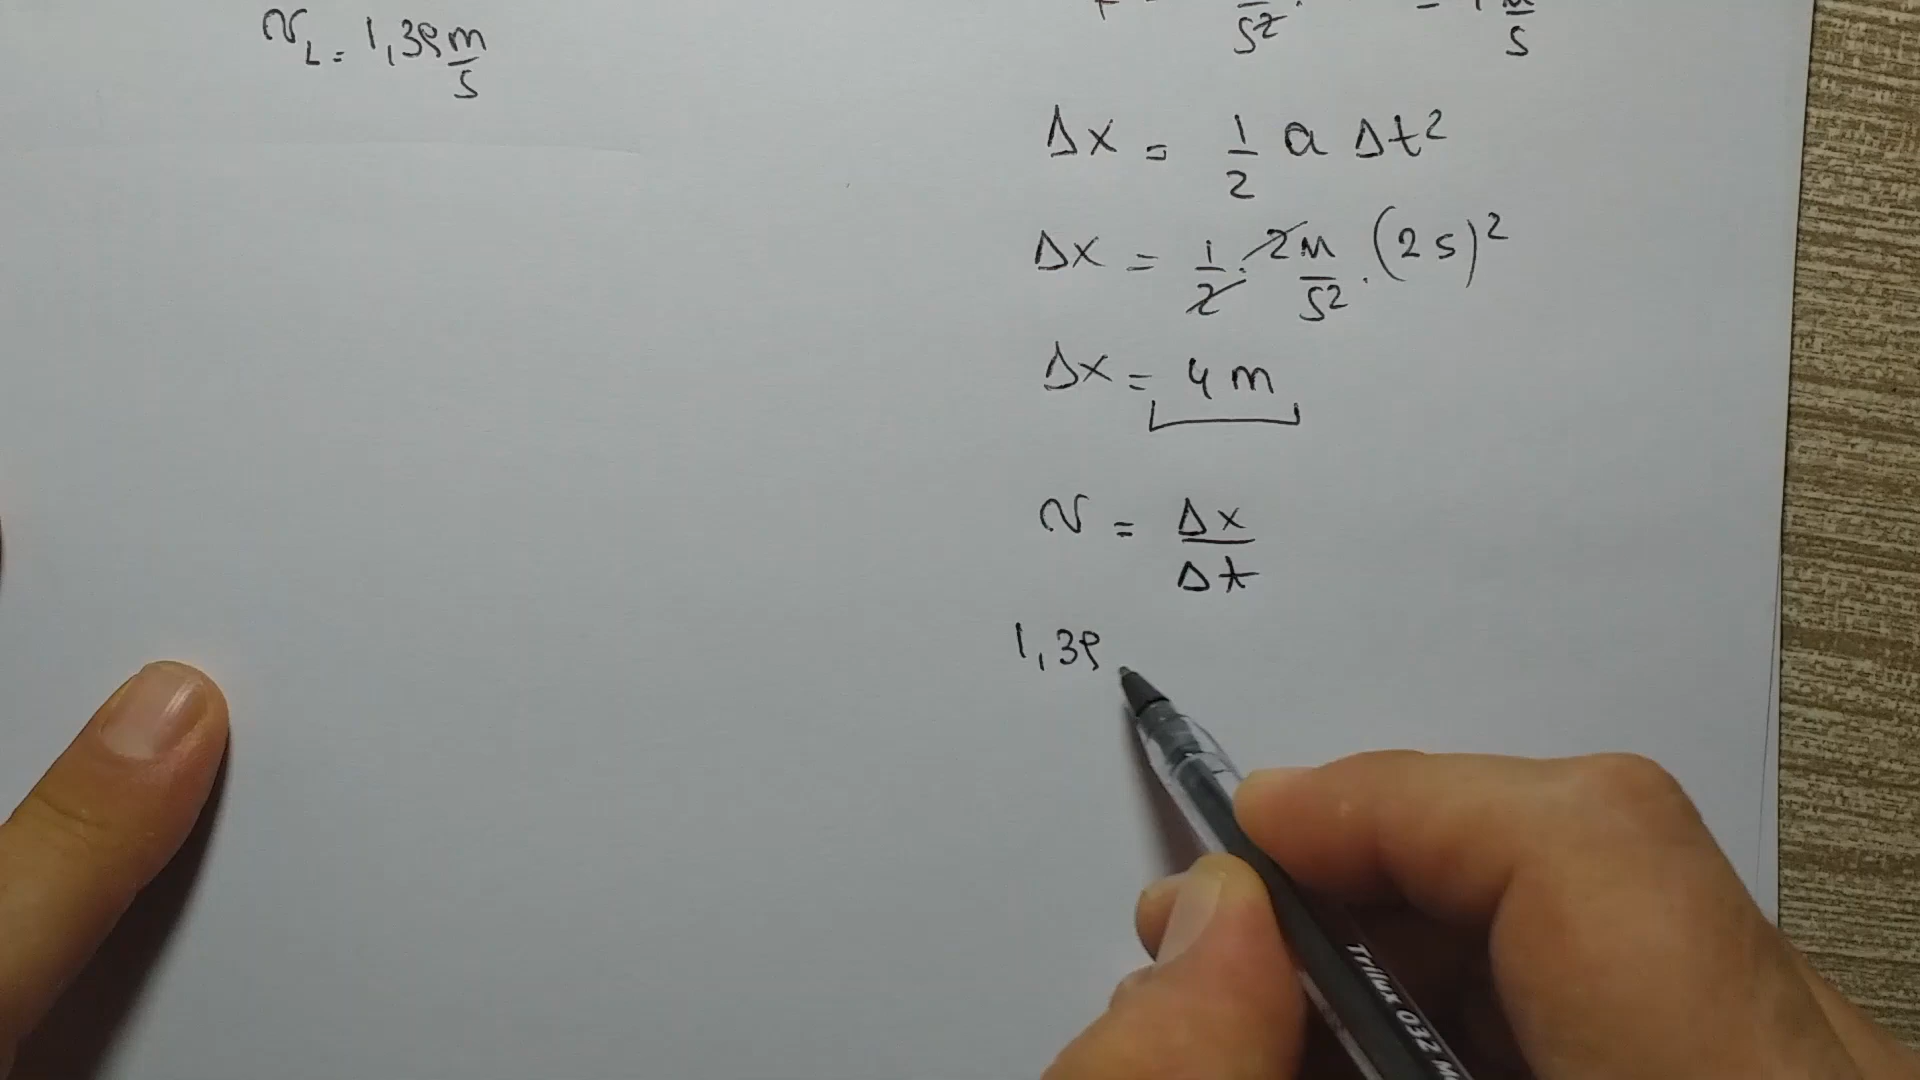 v_L = 1,39 m/s
Δx = 1/2 a Δt²
Δx = 1/2 · 2 m/s² · (2 s)²
Δx = 4 m
v = Δx/Δt
1,39
Trilux 032